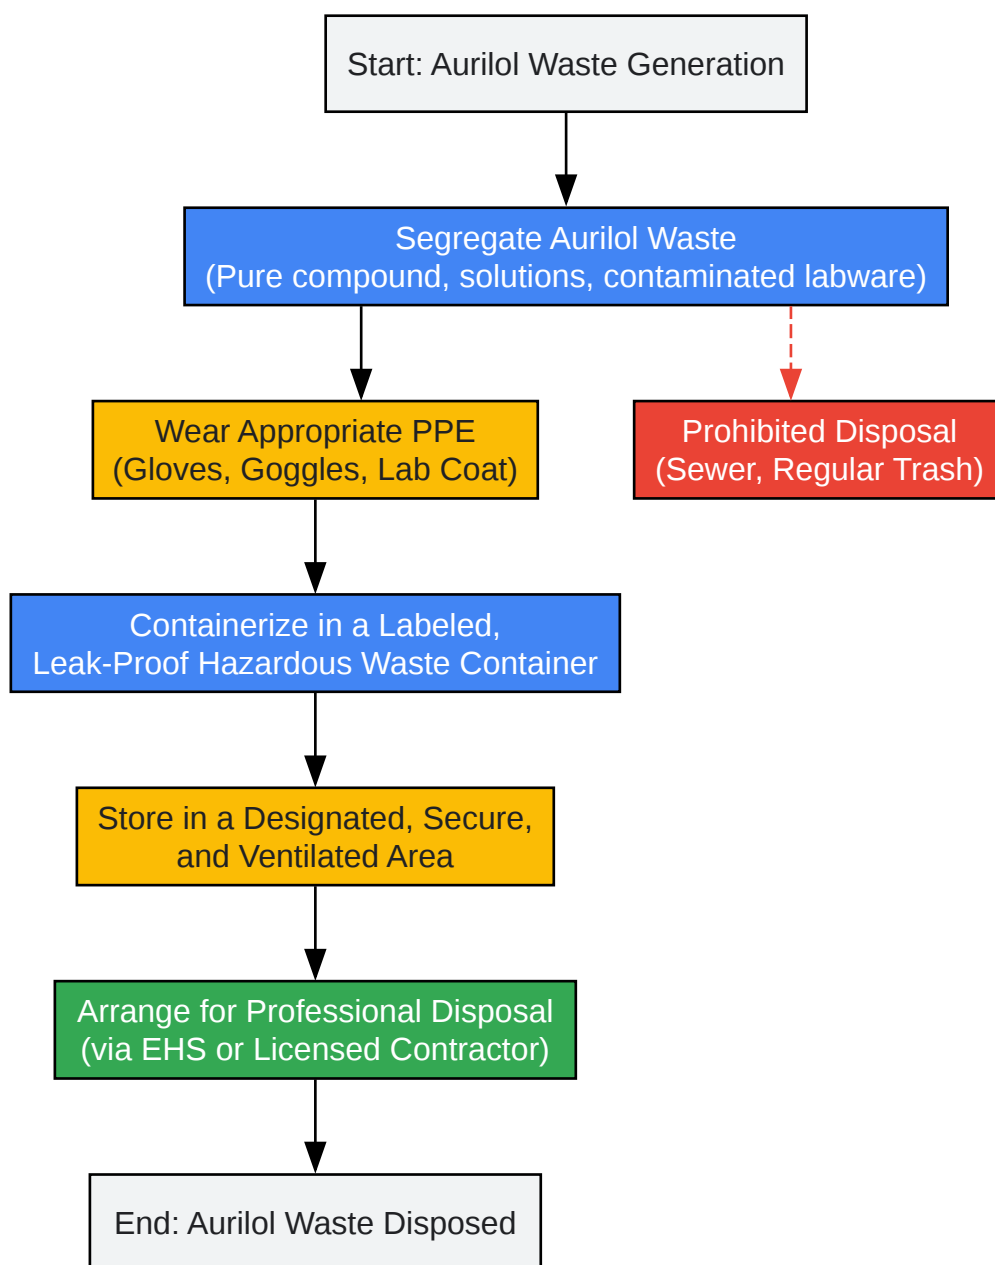 Start: Aurilol Waste Generation
Segregate Aurilol Waste
(Pure compound, solutions, contaminated labware)
Wear Appropriate PPE
(Gloves, Goggles, Lab Coat)
Prohibited Disposal
(Sewer, Regular Trash)
Containerize in a Labeled,
Leak-Proof Hazardous Waste Container
Store in a Designated, Secure,
and Ventilated Area
Arrange for Professional Disposal
(via EHS or Licensed Contractor)
End: Aurilol Waste Disposed